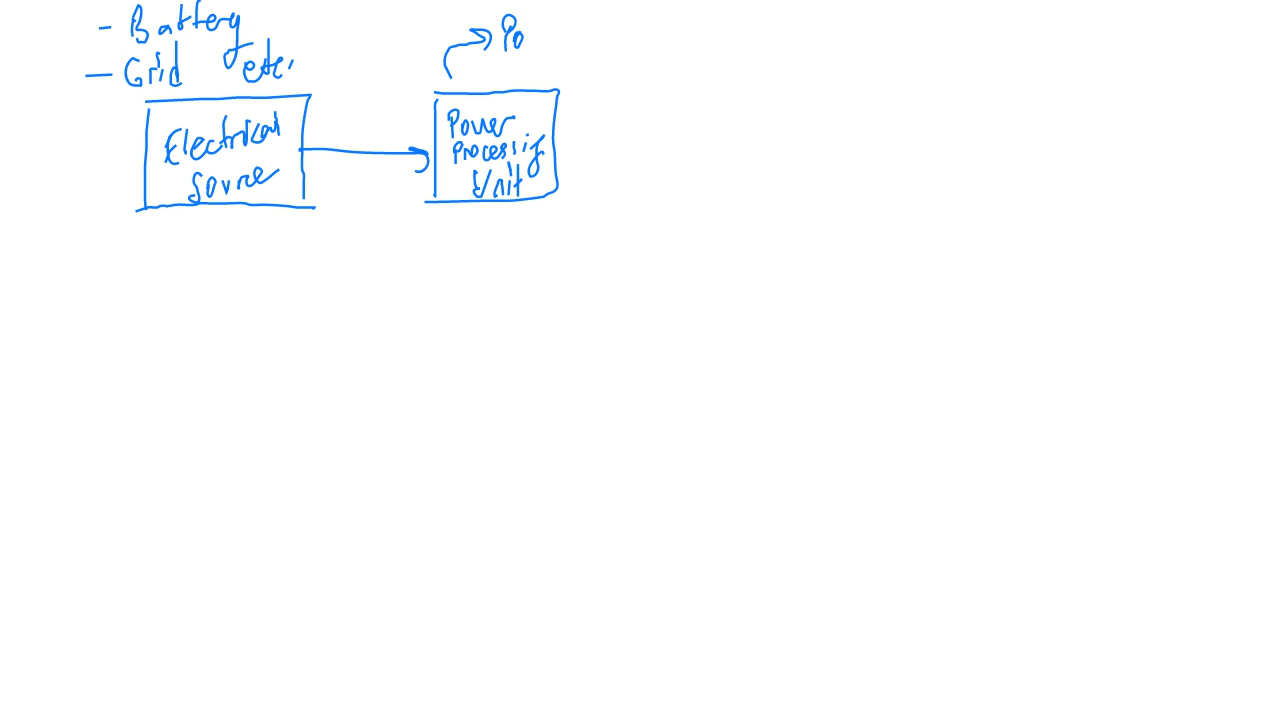 - Battery
- Grid etc.
Po
Electrical
Source
Power
Processing
Unit